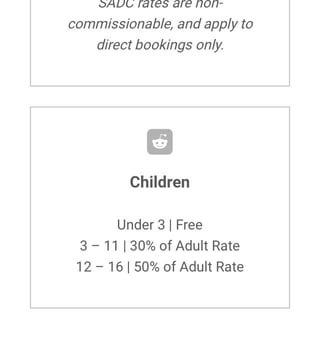 SADC rates are non-
commissionable, and apply to
direct bookings only.
Children
Under 3 | Free
3 – 11 | 30% of Adult Rate
12 – 16 | 50% of Adult Rate